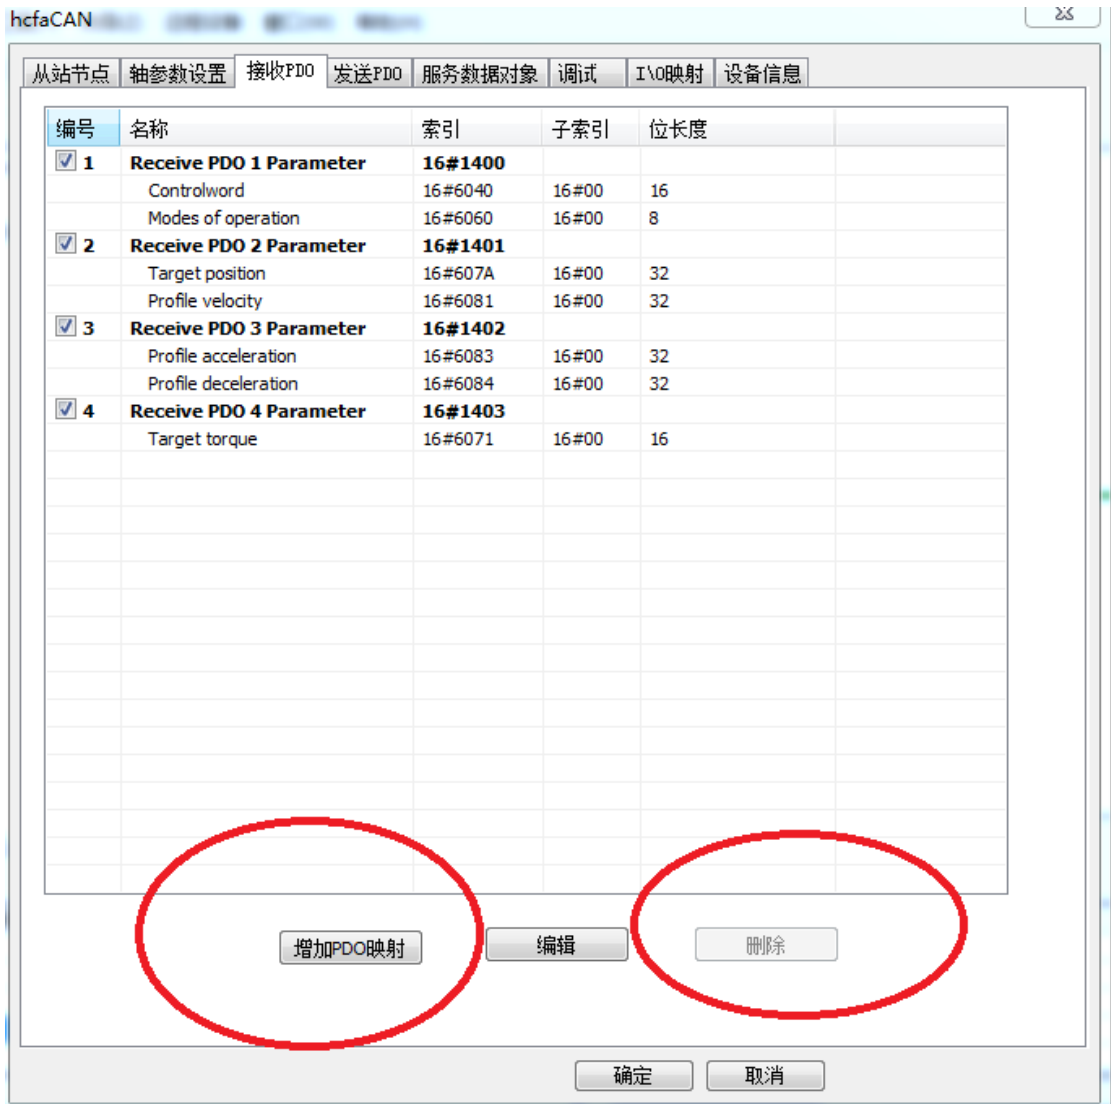 hcfaCAN
从站节点 轴参数设置 接收PDO 发送PDO 服务数据对象 调试 I\O映射 设备信息
编号 名称 索引 子索引 位长度
1 Receive PDO 1 Parameter 16#1400
Controlword 16#6040 16#00 16
Modes of operation 16#6060 16#00 8
2 Receive PDO 2 Parameter 16#1401
Target position 16#607A 16#00 32
Profile velocity 16#6081 16#00 32
3 Receive PDO 3 Parameter 16#1402
Profile acceleration 16#6083 16#00 32
Profile deceleration 16#6084 16#00 32
4 Receive PDO 4 Parameter 16#1403
Target torque 16#6071 16#00 16
增加PDO映射 编辑 删除
确定 取消